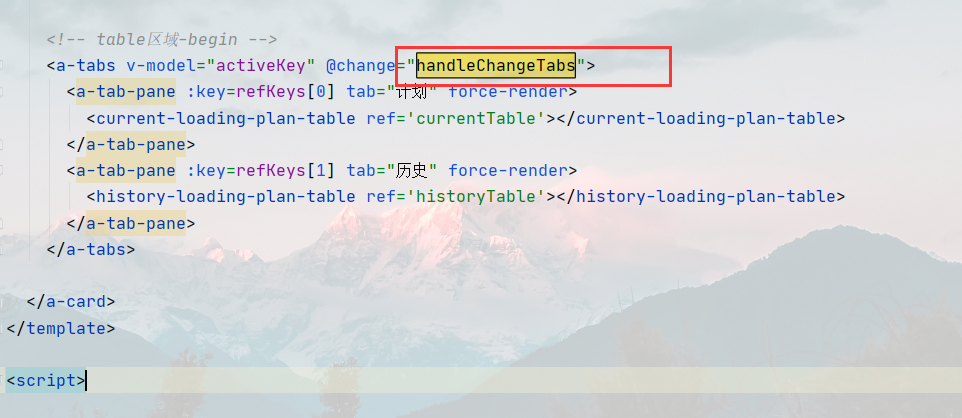 <!-- table区域-begin -->
<a-tabs v-model="activeKey" @change="handleChangeTabs">
<a-tab-pane :key=refKeys[0] tab="计划" force-render>
<current-loading-plan-table ref='currentTable'></current-loading-plan-table>
</a-tab-pane>
<a-tab-pane :key=refKeys[1] tab="历史" force-render>
<history-loading-plan-table ref='historyTable'></history-loading-plan-table>
</a-tab-pane>
</a-tabs>
</a-card>
</template>
<script>